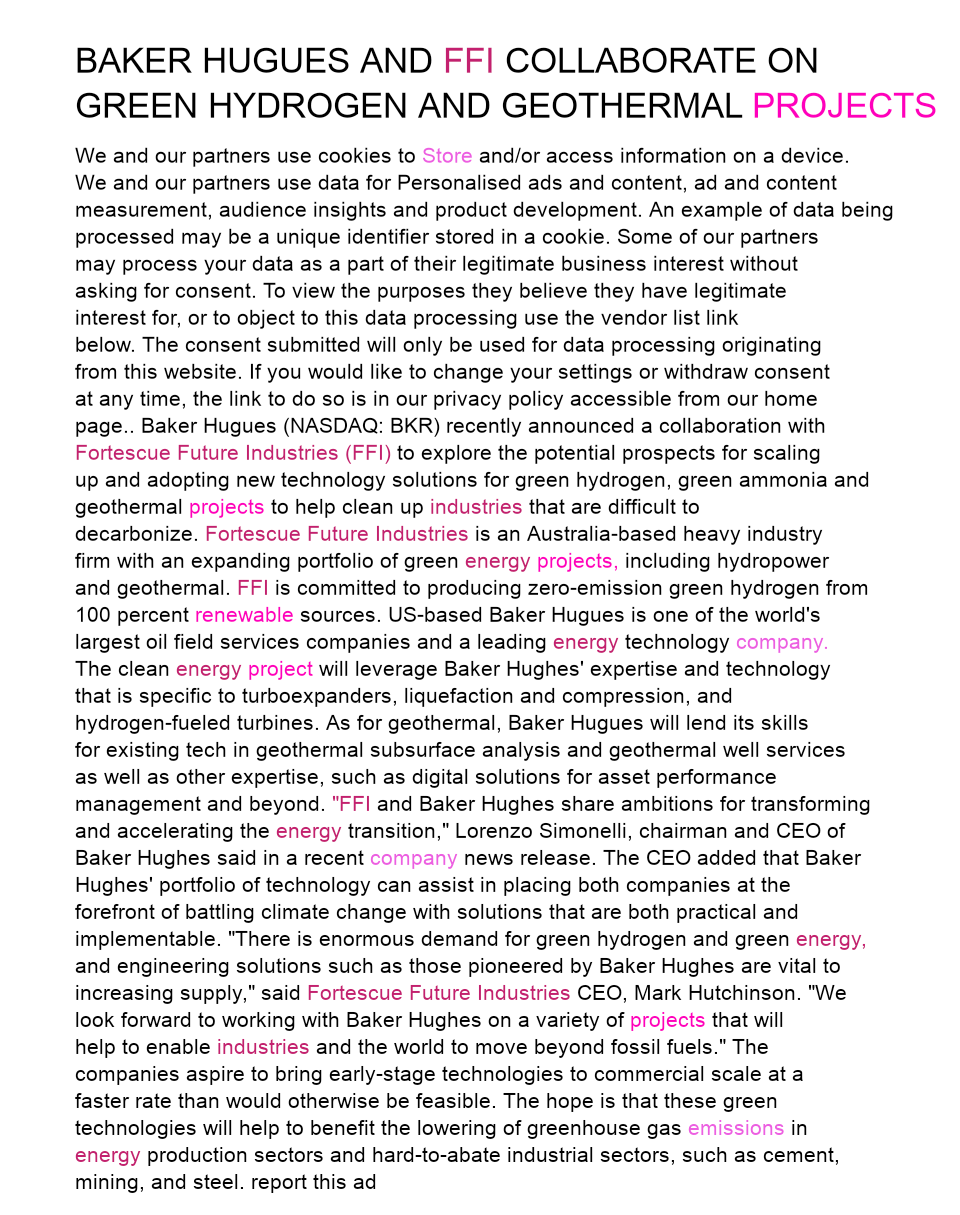 BAKER HUGUES AND FFI COLLABORATE ON
GREEN HYDROGEN AND GEOTHERMAL PROJECTS
We and our partners use cookies to Store and/or access information on a device.
We and our partners use data for Personalised ads and content, ad and content
measurement, audience insights and product development. An example of data being
processed may be a unique identifier stored in a cookie. Some of our partners
may process your data as a part of their legitimate business interest without
asking for consent. To view the purposes they believe they have legitimate
interest for, or to object to this data processing use the vendor list link
below. The consent submitted will only be used for data processing originating
from this website. If you would like to change your settings or withdraw consent
at any time, the link to do so is in our privacy policy accessible from our home
page.. Baker Hugues (NASDAQ: BKR) recently announced a collaboration with
Fortescue Future Industries (FFI) to explore the potential prospects for scaling
up and adopting new technology solutions for green hydrogen, green ammonia and
geothermal projects to help clean up industries that are difficult to
decarbonize. Fortescue Future Industries is an Australia-based heavy industry
firm with an expanding portfolio of green energy projects, including hydropower
and geothermal. FFI is committed to producing zero-emission green hydrogen from
100 percent renewable sources. US-based Baker Hugues is one of the world's
largest oil field services companies and a leading energy technology company.
The clean energy project will leverage Baker Hughes' expertise and technology
that is specific to turboexpanders, liquefaction and compression, and
hydrogen-fueled turbines. As for geothermal, Baker Hugues will lend its skills
for existing tech in geothermal subsurface analysis and geothermal well services
as well as other expertise, such as digital solutions for asset performance
management and beyond. "FFI and Baker Hughes share ambitions for transforming
and accelerating the energy transition," Lorenzo Simonelli, chairman and CEO of
Baker Hughes said in a recent company news release. The CEO added that Baker
Hughes' portfolio of technology can assist in placing both companies at the
forefront of battling climate change with solutions that are both practical and
implementable. "There is enormous demand for green hydrogen and green energy,
and engineering solutions such as those pioneered by Baker Hughes are vital to
increasing supply," said Fortescue Future Industries CEO, Mark Hutchinson. "We
look forward to working with Baker Hughes on a variety of projects that will
help to enable industries and the world to move beyond fossil fuels." The
companies aspire to bring early-stage technologies to commercial scale at a
faster rate than would otherwise be feasible. The hope is that these green
technologies will help to benefit the lowering of greenhouse gas emissions in
energy production sectors and hard-to-abate industrial sectors, such as cement,
mining, and steel. report this ad